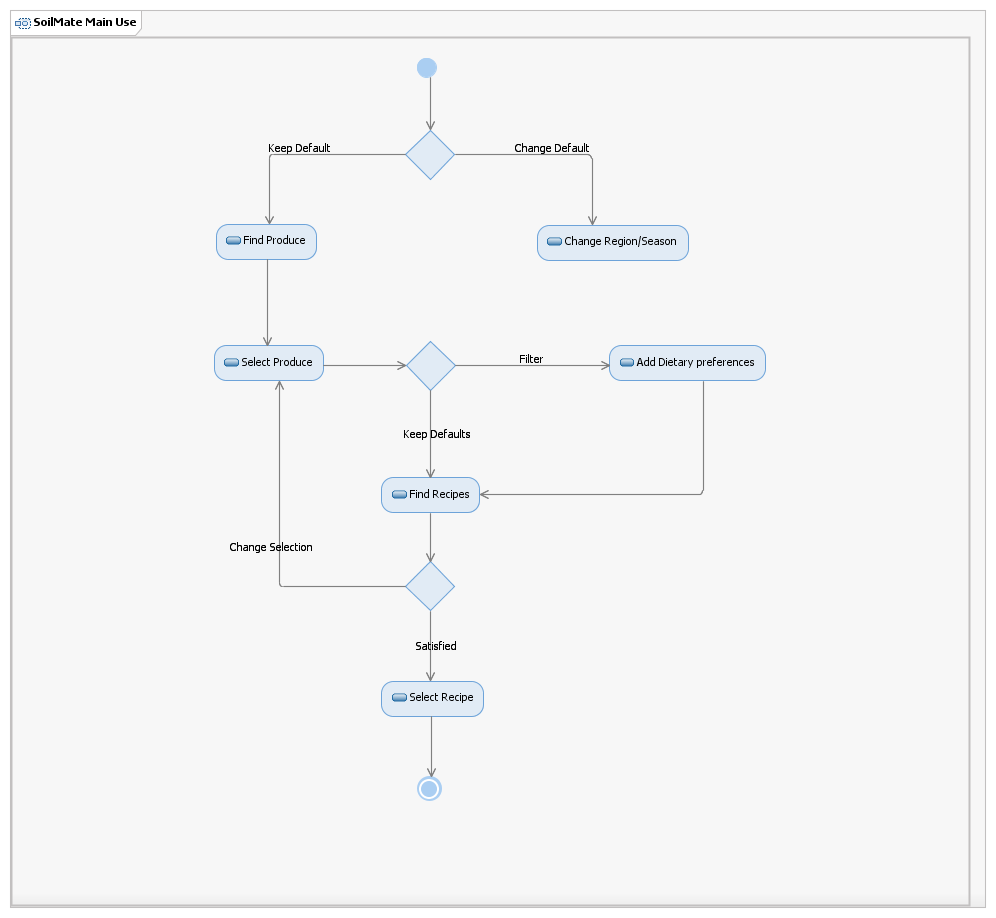 SoilMate Main Use
Keep Default
Change Default
Find Produce
Change Region/Season
Select Produce
Filter
Add Dietary preferences
Keep Defaults
Find Recipes
Change Selection
Satisfied
Select Recipe